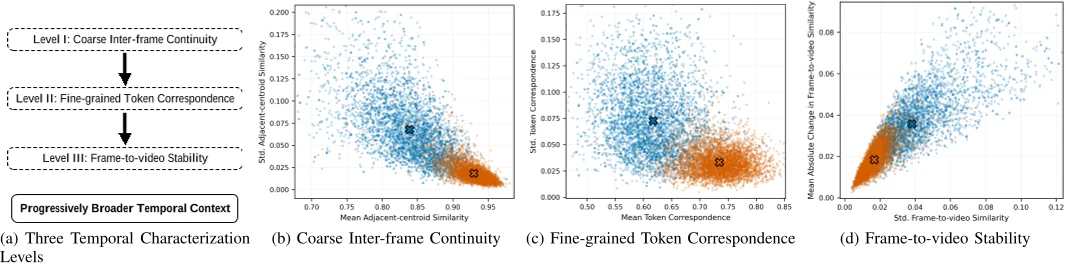 Level I: Coarse Inter-frame Continuity
Level II: Fine-grained Token Correspondence
Level III: Frame-to-video Stability
Progressively Broader Temporal Context
(a) Three Temporal Characterization
Levels
Std. Adjacent-centroid Similarity
0.200
0.175
0.150
0.125
0.100
0.075
0.050
0.025
0.000
0.70 0.75 0.80 0.85 0.90 0.95
Mean Adjacent-centroid Similarity
(b) Coarse Inter-frame Continuity
Std. Token Correspondence
0.175
0.150
0.125
0.100
0.075
0.050
0.025
0.000
0.50 0.55 0.60 0.65 0.70 0.75 0.80 0.85
Mean Token Correspondence
(c) Fine-grained Token Correspondence
Mean Absolute Change in Frame-to-video Similarity
0.08
0.06
0.04
0.02
0.00
0.00 0.02 0.04 0.06 0.08 0.10 0.12
Std. Frame-to-video Similarity
(d) Frame-to-video Stability